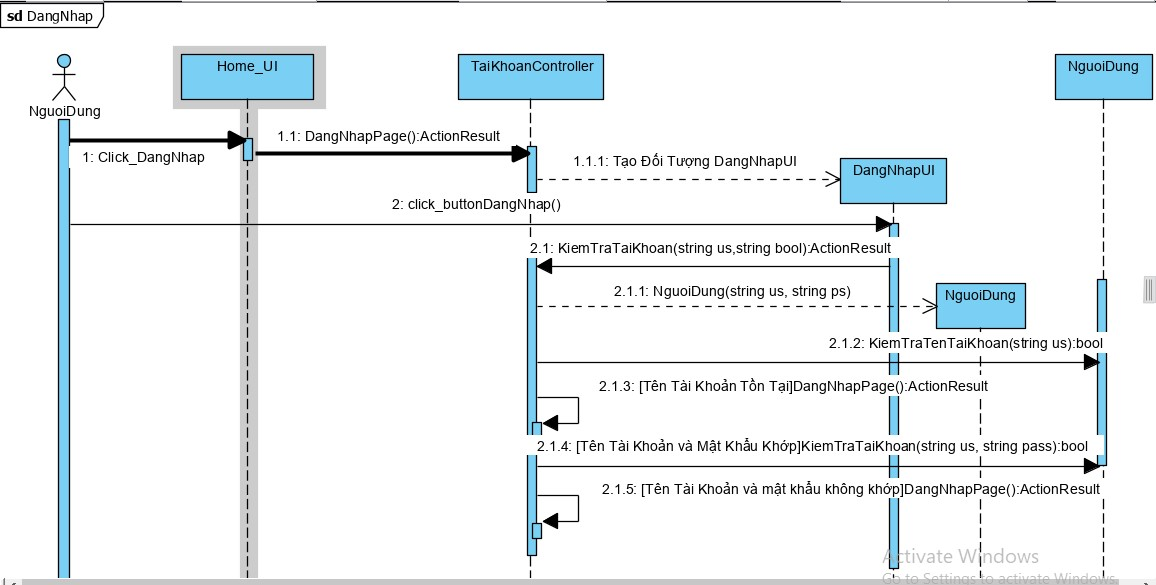 sd DangNhap
Home_UI
TaiKhoanController
NguoiDung
NguoiDung
1.1: DangNhapPage():ActionResult
1: Click_DangNhap
1.1.1: Tạo Đối Tượng DangNhapUI
DangNhapUI
2: click_buttonDangNhap()
2.1: KiemTraTaiKhoan(string us,string bool):ActionResult
2.1.1: NguoiDung(string us, string ps)
NguoiDung
2.1.2: KiemTraTenTaiKhoan(string us):bool
2.1.3: [Tên Tài Khoản Tồn Tại]DangNhapPage():ActionResult
2.1.4: [Tên Tài Khoản và Mật Khẩu Khớp]KiemTraTaiKhoan(string us, string pass):bool
2.1.5: [Tên Tài Khoản và mật khẩu không khớp]DangNhapPage():ActionResult
Activate Windows
Go to Settings to activate Windows.